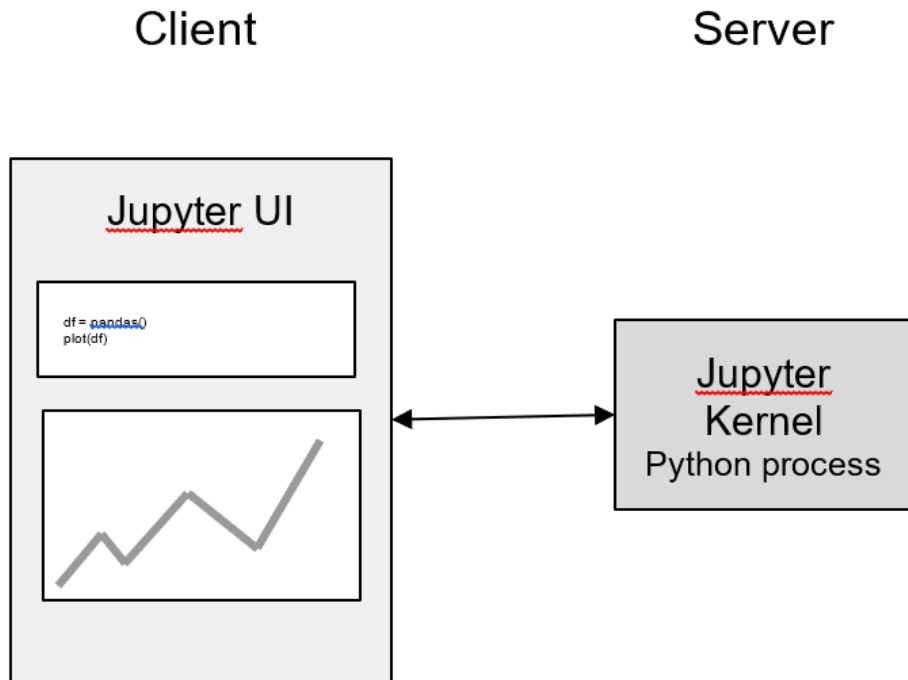 Client
Server
Jupyter UI
df = pandas()
plot(df)
Jupyter
Kernel
Python process